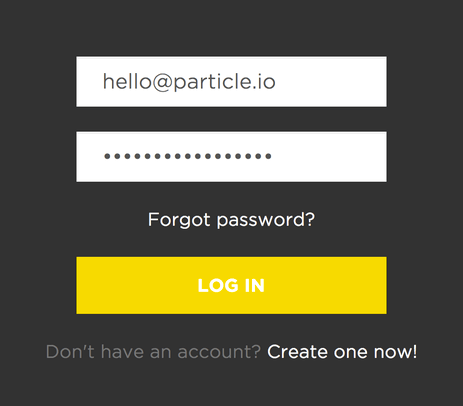 hello@particle.io
•••••••••••••••••
Forgot password?
LOG IN
Don't have an account? Create one now!